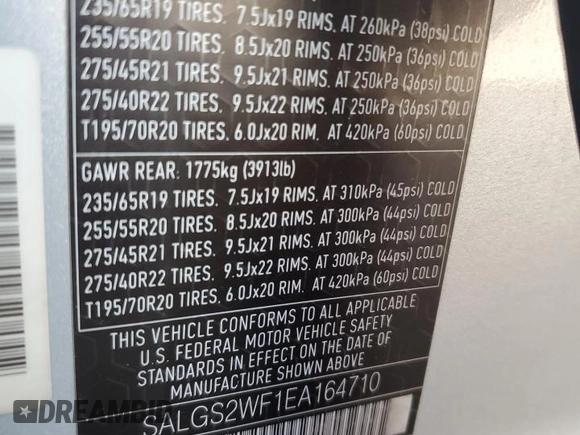 235/65R19 TIRES. 7.5Jx19 RIMS. AT 260kPa (38psi) COLD
255/55R20 TIRES. 8.5Jx20 RIMS. AT 250kPa (36psi) COLD
275/45R21 TIRES. 9.5Jx21 RIMS. AT 250kPa (36psi) COLD
275/40R22 TIRES. 9.5Jx22 RIMS. AT 250kPa (36psi) COLD
T195/70R20 TIRES. 6.0Jx20 RIM. AT 420kPa (60psi) COLD
GAWR REAR: 1775kg (3913lb)
235/65R19 TIRES. 7.5Jx19 RIMS. AT 310kPa (45psi) COLD
255/55R20 TIRES. 8.5Jx20 RIMS. AT 300kPa (44psi) COLD
275/45R21 TIRES. 9.5Jx21 RIMS. AT 300kPa (44psi) COLD
275/40R22 TIRES. 9.5Jx22 RIMS. AT 300kPa (44psi) COLD
T195/70R20 TIRES. 6.0Jx20 RIM. AT 420kPa (60psi) COLD
THIS VEHICLE CONFORMS TO ALL APPLICABLE
U.S. FEDERAL MOTOR VEHICLE SAFETY
STANDARDS IN EFFECT ON THE DATE OF
MANUFACTURE SHOWN ABOVE
SALGS2WF1EA164710